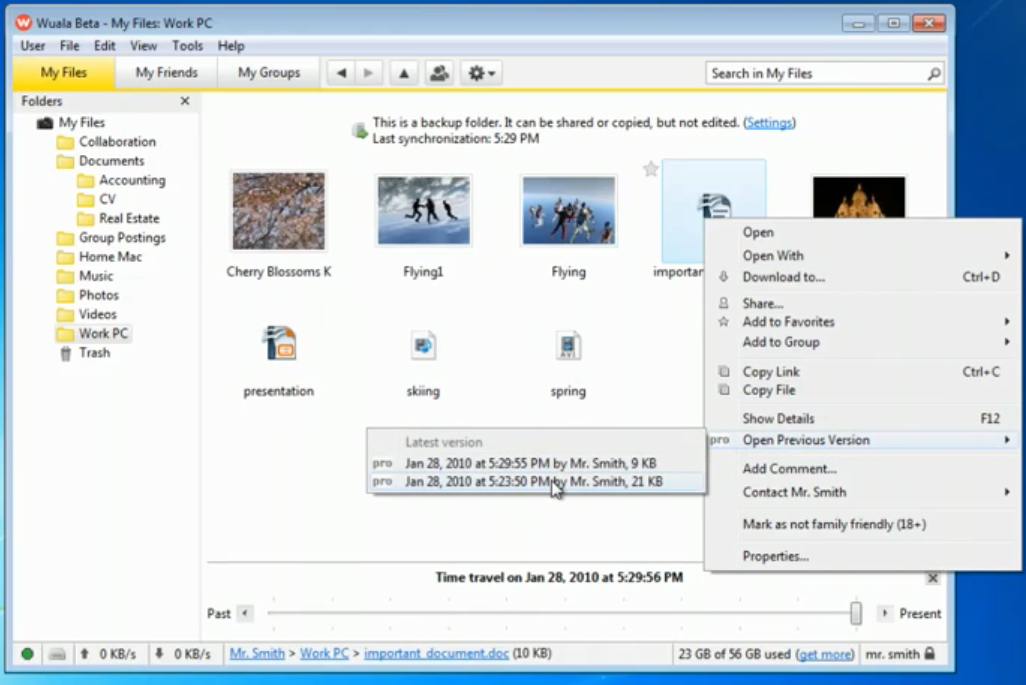 Wuala Beta - My Files: Work PC
User File Edit View Tools Help
My Files My Friends My Groups Search in My Files
Folders
My Files
Collaboration
Documents
Accounting
CV
Real Estate
Group Postings
Home Mac
Music
Photos
Videos
Work PC
Trash
This is a backup folder. It can be shared or copied, but not edited. (Settings)
Last synchronization: 5:29 PM
Cherry Blossoms K Flying1 Flying importan
presentation skiing AVI spring
Open
Open With
Download to... Ctrl+D
Share...
Add to Favorites
Add to Group
Copy Link Ctrl+C
Copy File
Show Details F12
pro Open Previous Version
Add Comment...
Contact Mr. Smith
Mark as not family friendly (18+)
Properties...
Latest version
pro Jan 28, 2010 at 5:29:55 PM by Mr. Smith, 9 KB
pro Jan 28, 2010 at 5:23:50 PM by Mr. Smith, 21 KB
Time travel on Jan 28, 2010 at 5:29:56 PM
Past Present
0 KB/s 0 KB/s Mr. Smith > Work PC > important_document.doc (10 KB) 23 GB of 56 GB used (get more) mr. smith